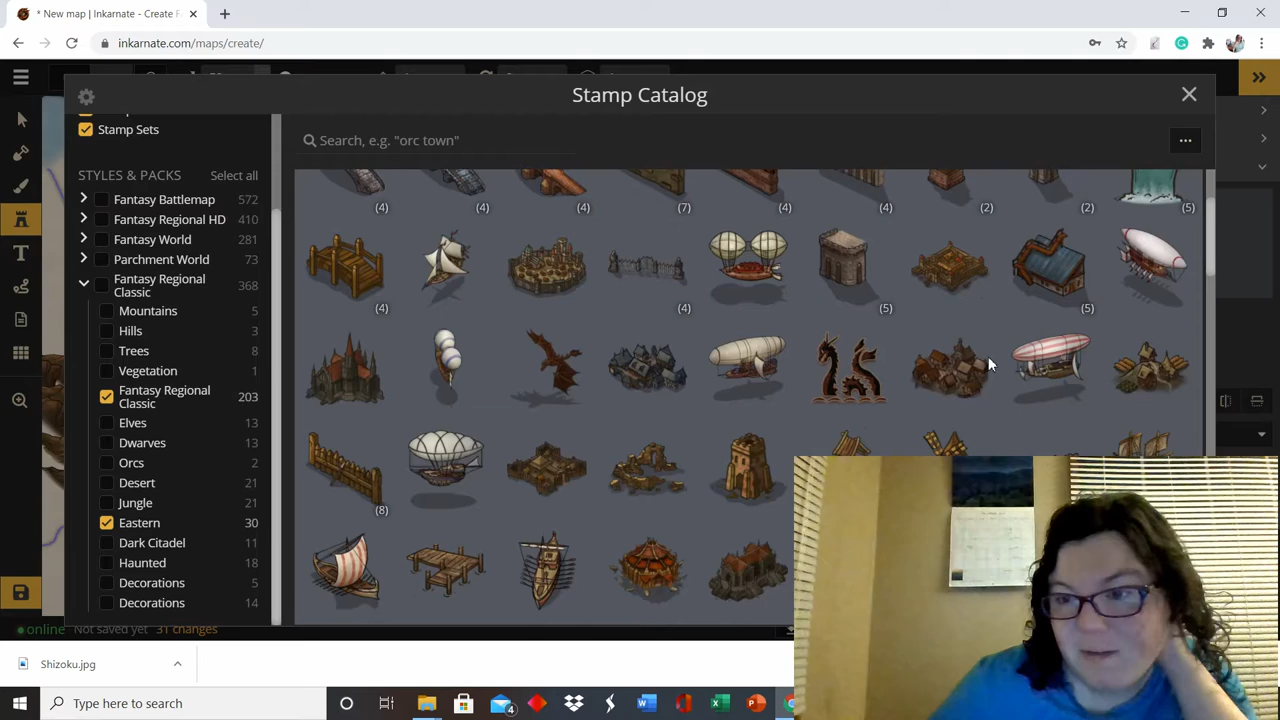 * New map | Inkarnate - Create F
inkarnate.com/maps/create/
Stamp Catalog
Stamp Sets
Search, e.g. "orc town"
...
STYLES & PACKS Select all
Fantasy Battlemap 572
Fantasy Regional HD 410
Fantasy World 281
Parchment World 73
Fantasy Regional
Classic 368
Mountains 5
Hills 3
Trees 8
Vegetation 1
Fantasy Regional
Classic 203
Elves 13
Dwarves 13
Orcs 2
Desert 21
Jungle 21
Eastern 30
Dark Citadel 11
Haunted 18
Decorations 5
Decorations 14
(4) (4) (4) (7) (4) (4) (2) (2) (5)
(4) (4) (5) (5)
(8)
online Not saved yet 31 changes
Shizoku.jpg
Type here to search
4